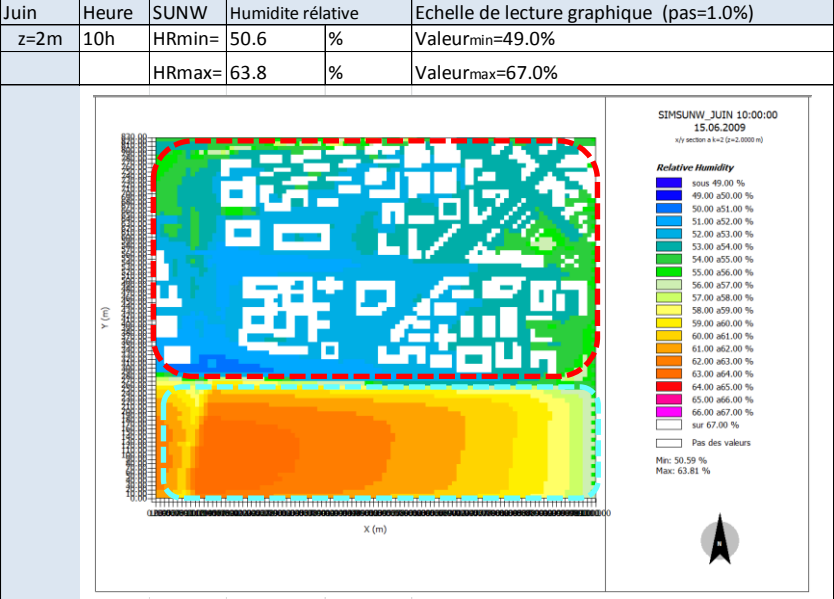 Juin Heure SUNW Humidite rélative Echelle de lecture graphique (pas=1.0%)
z=2m 10h HRmin= 50.6 % Valeurmin=49.0%
HRmax= 63.8 % Valeurmax=67.0%
SIMSUNW_JUIN 10:00:00
15.06.2009
x/y section a k=2 (z=2.0000 m)
Relative Humidity
sous 49.00 %
49.00 a50.00 %
50.00 a51.00 %
51.00 a52.00 %
52.00 a53.00 %
53.00 a54.00 %
54.00 a55.00 %
55.00 a56.00 %
56.00 a57.00 %
57.00 a58.00 %
58.00 a59.00 %
59.00 a60.00 %
60.00 a61.00 %
61.00 a62.00 %
62.00 a63.00 %
63.00 a64.00 %
64.00 a65.00 %
65.00 a66.00 %
66.00 a67.00 %
sur 67.00 %
Pas des valeurs
Min: 50.59 %
Max: 63.81 %
Y (m)
X (m)
N